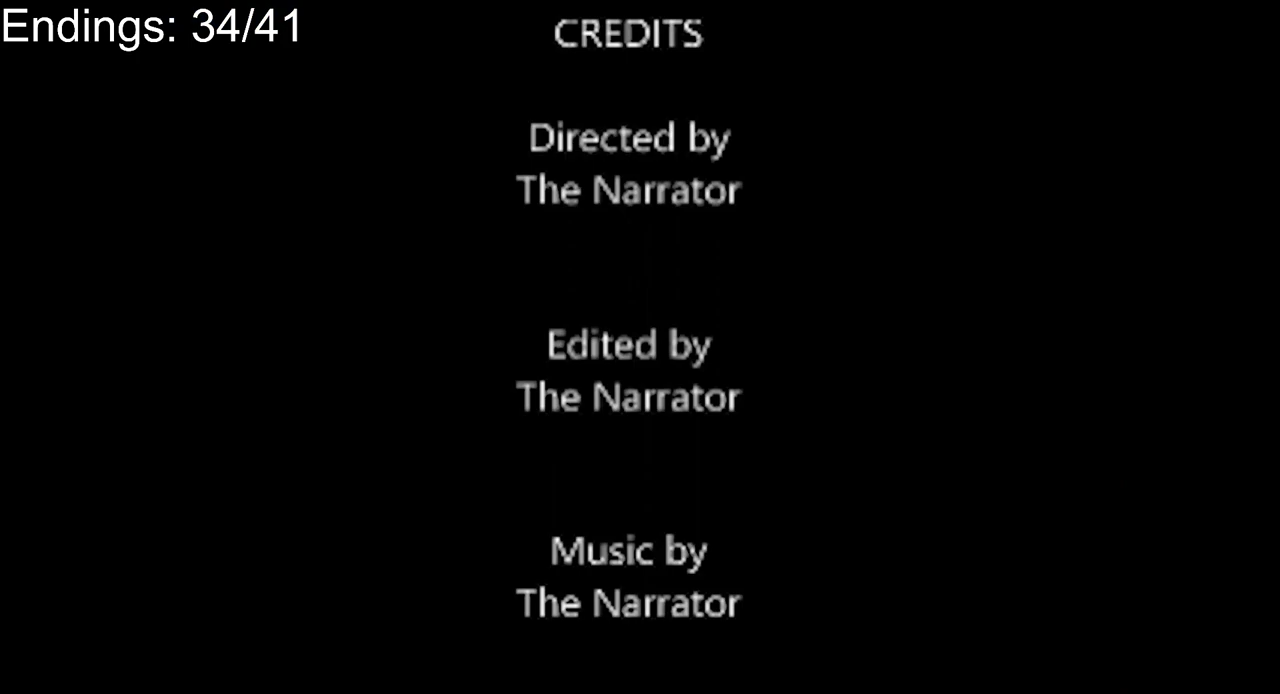 Endings: 34/41
CREDITS
Directed by
The Narrator
Edited by
The Narrator
Music by
The Narrator